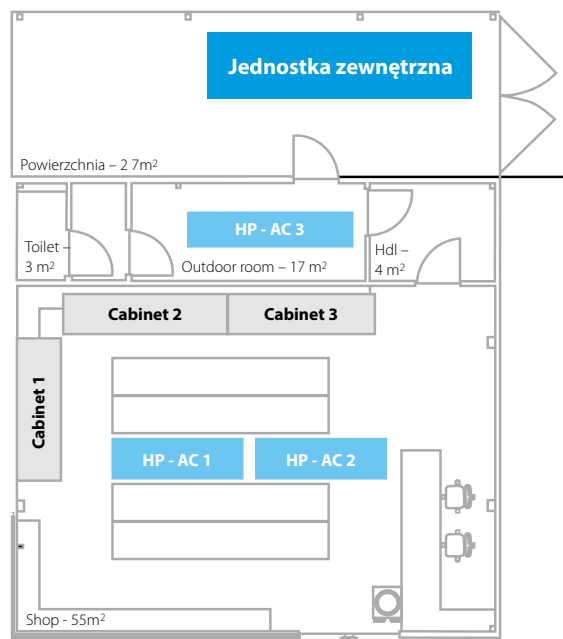 Jednostka zewnętrzna
Powierzchnia – 2 7m²
HP - AC 3
Toilet –
3 m²
Outdoor room – 17 m²
Hdl –
4 m²
Cabinet 2
Cabinet 3
Cabinet 1
HP - AC 1
HP - AC 2
Shop - 55m²